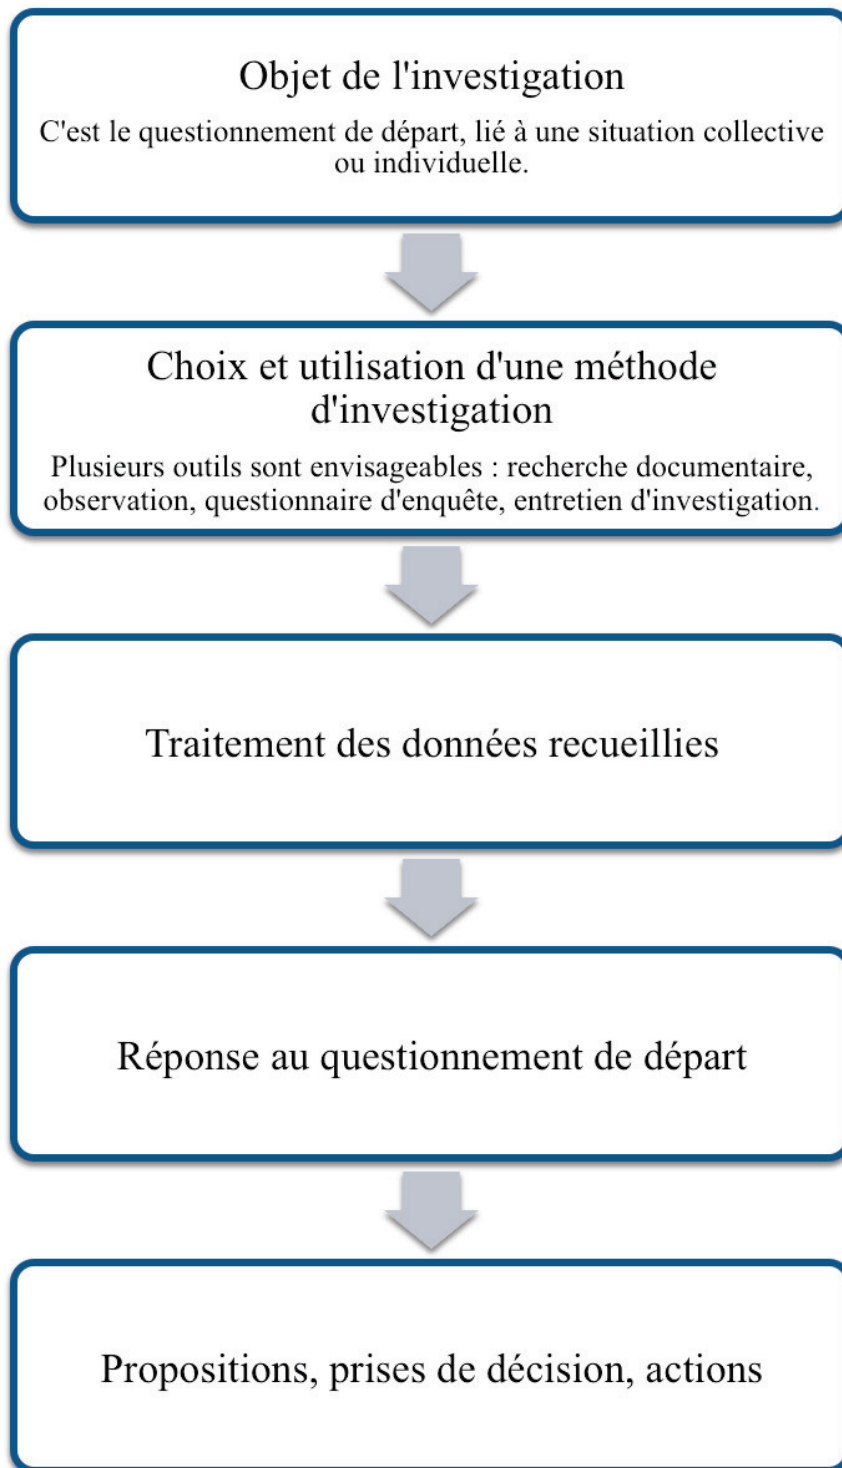 Objet de l'investigation
C'est le questionnement de départ, lié à une situation collective
ou individuelle.
Choix et utilisation d'une méthode
d'investigation
Plusieurs outils sont envisageables : recherche documentaire,
observation, questionnaire d'enquête, entretien d'investigation.
Traitement des données recueillies
Réponse au questionnement de départ
Propositions, prises de décision, actions